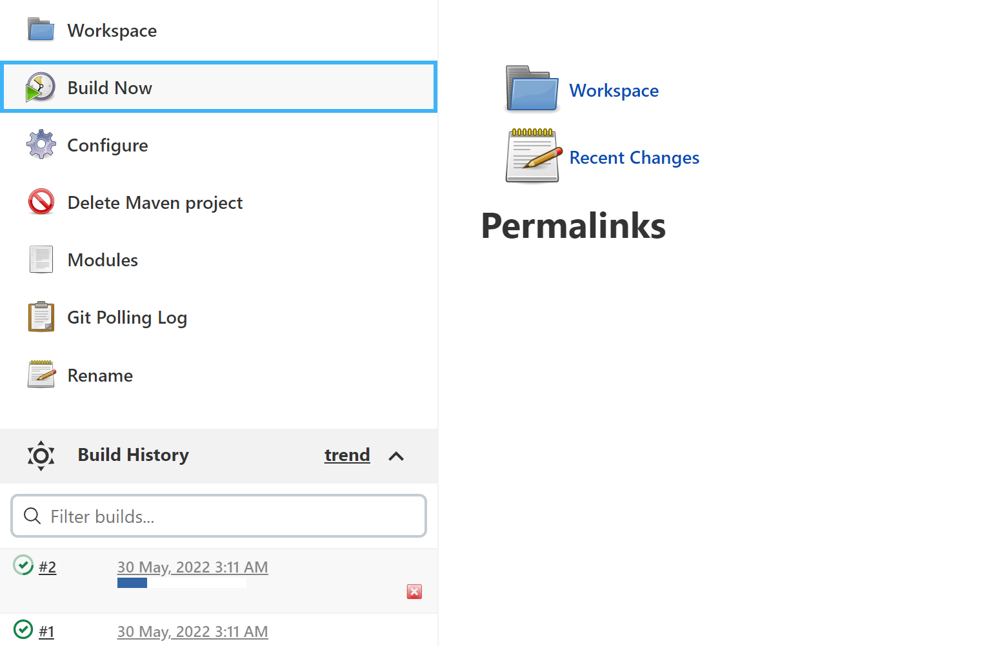 Workspace
Build Now
Configure
Delete Maven project
Modules
Git Polling Log
Rename
Build History trend
Filter builds...
#2 30 May, 2022 3:11 AM
#1 30 May, 2022 3:11 AM
Workspace
Recent Changes
Permalinks